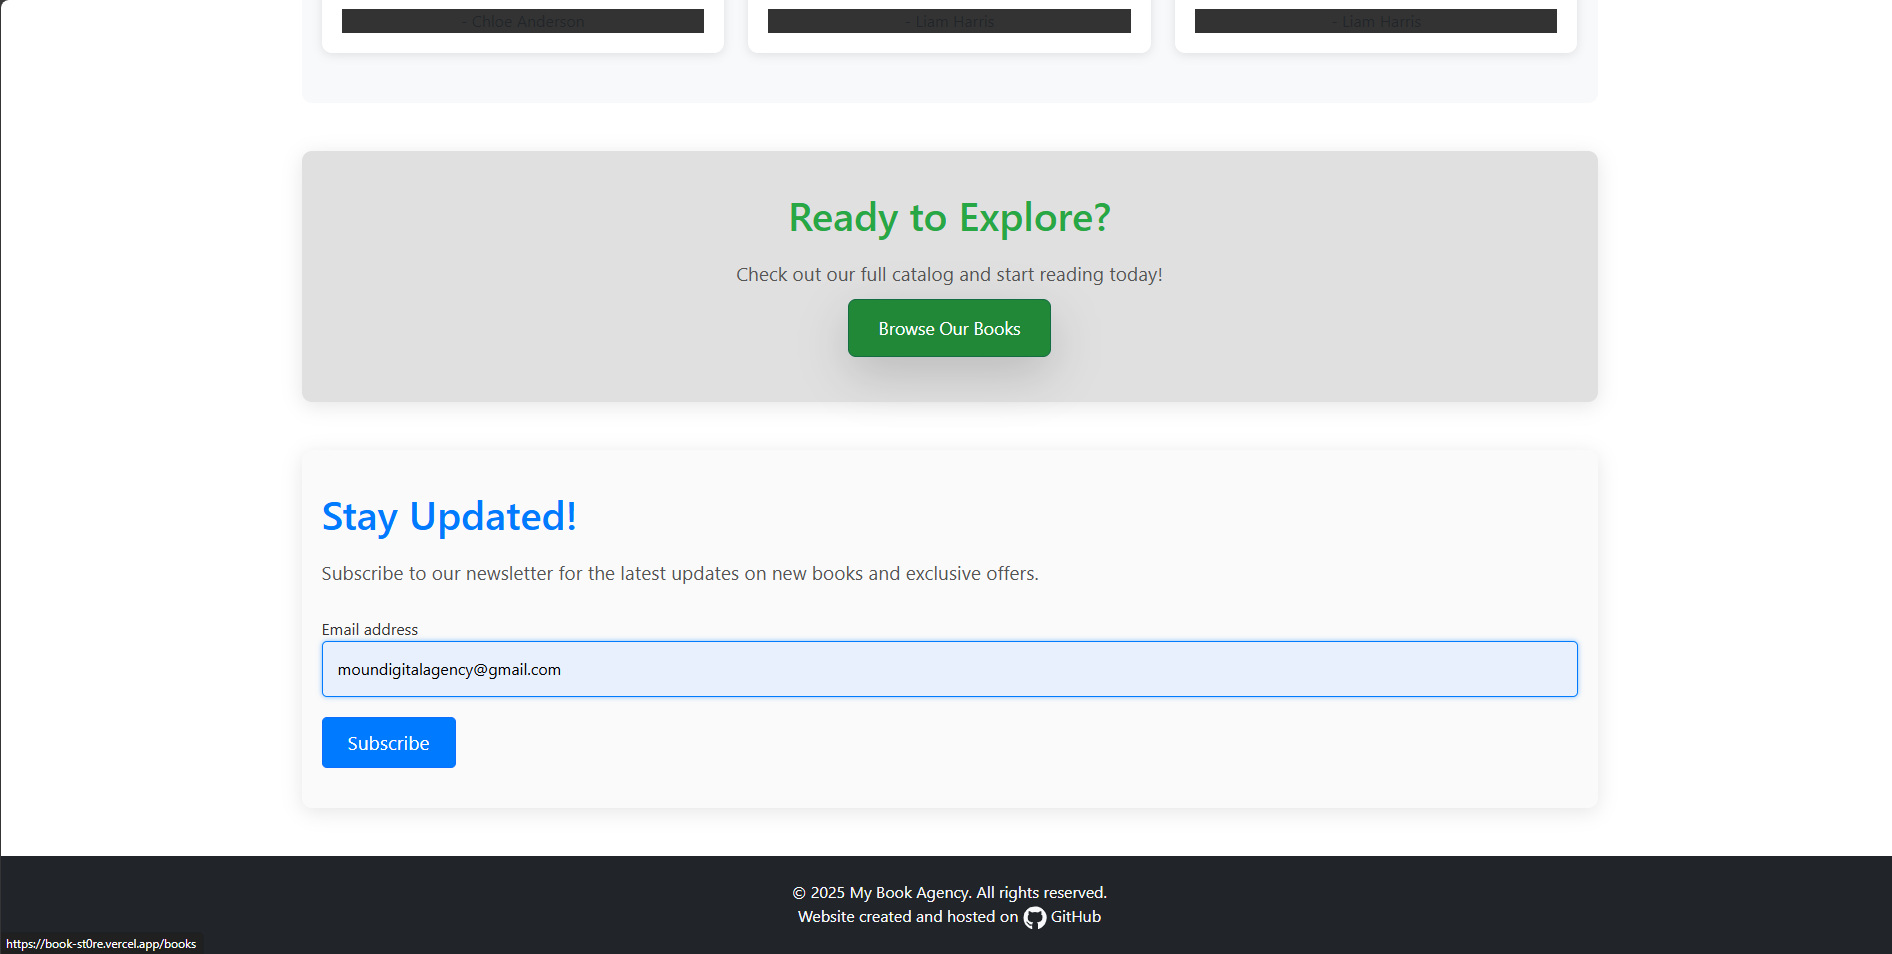 - Chloe Anderson
- Liam Harris
- Liam Harris
Ready to Explore?
Check out our full catalog and start reading today!
Browse Our Books
Stay Updated!
Subscribe to our newsletter for the latest updates on new books and exclusive offers.
Email address
moundigitalagency@gmail.com
Subscribe
© 2025 My Book Agency. All rights reserved.
Website created and hosted on GitHub
https://book-st0re.vercel.app/books